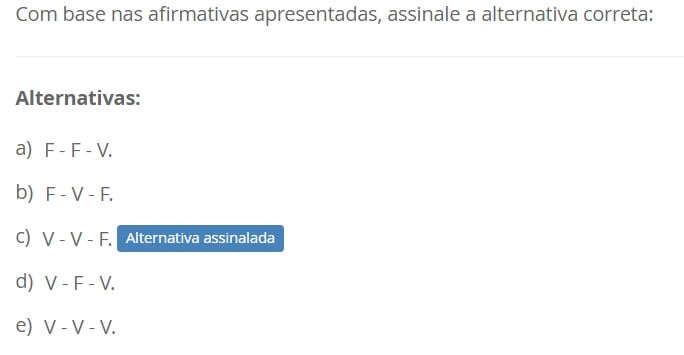 Com base nas afirmativas apresentadas, assinale a alternativa correta:
Alternativas:
a) F - F - V.
b) F - V - F.
c) V - V - F. Alternativa assinalada
d) V - F - V.
e) V - V - V.